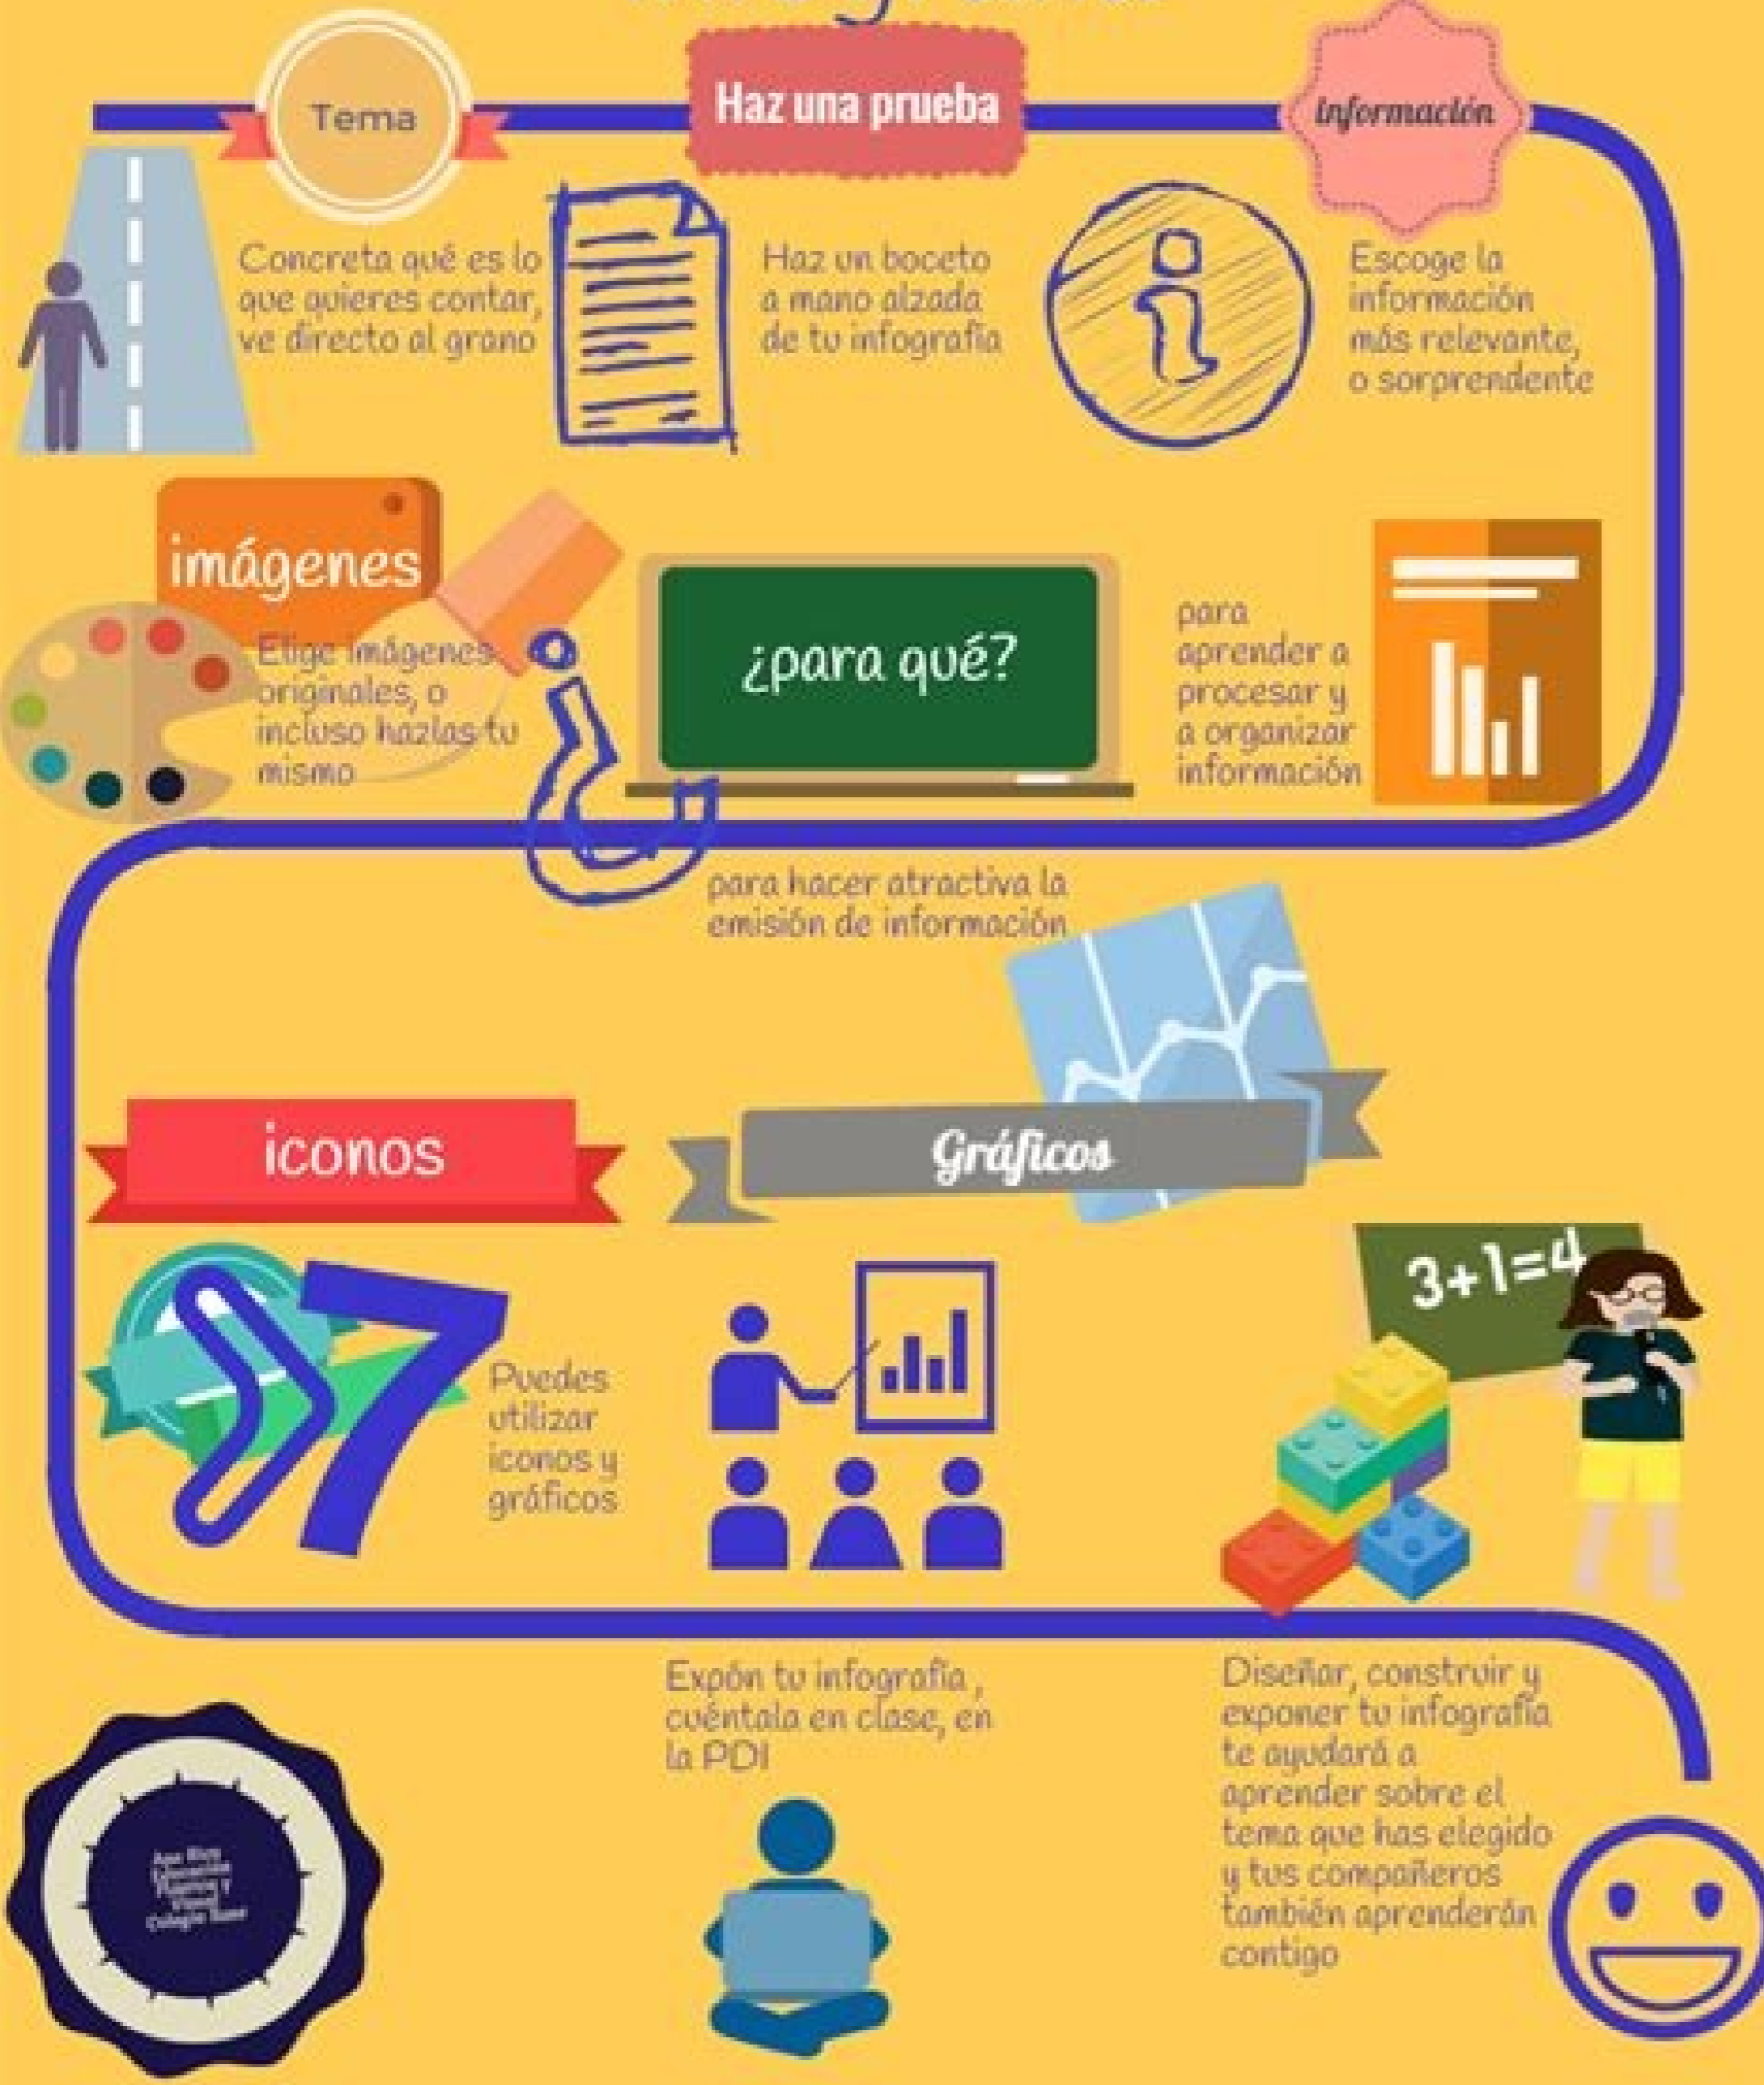 Tema
Haz una prueba
información
Concreta qué es lo
que quieres contar,
ve directo al grano
Haz un boceto
a mano alzada
de tu infografía
Escoge la
información
más relevante,
o sorprendente
imágenes
Elige imágenes
originales, o
incluso hazlas tu
mismo
¿para qué?
para
aprender a
procesar y
a organizar
información
para hacer atractiva la
emisión de información
iconos
Gráficos
Puedes
utilizar
iconos y
gráficos
3+1=4
Expón tu infografía,
cuéntala en clase, en
la PDI
Diseñar, construir y
exponer tu infografía
te ayudará a
aprender sobre el
tema que has elegido
y tus compañeros
también aprenderán
contigo
Educación
Colegio